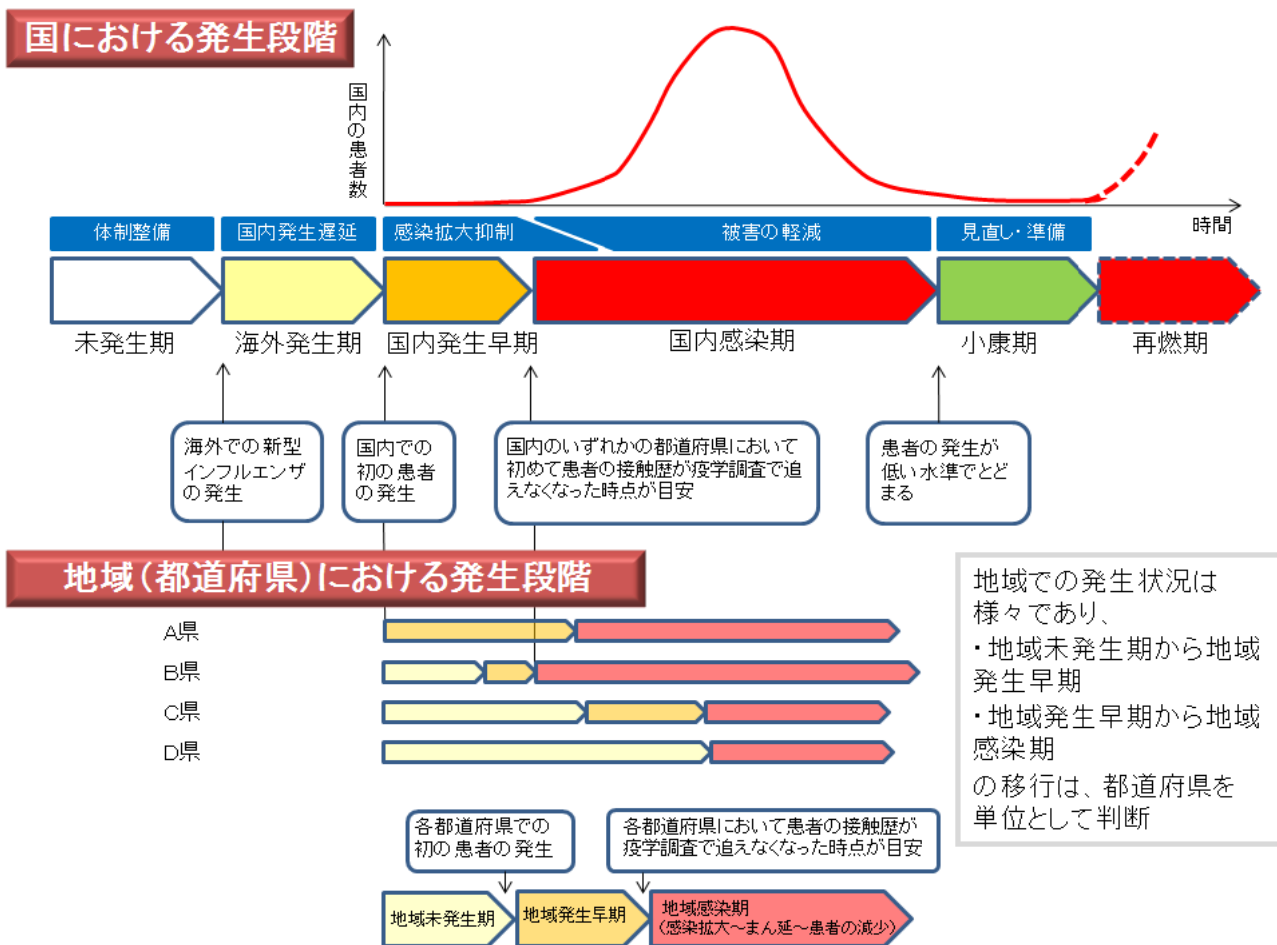 国における発生段階
国内の患者数
時間
体制整備
国内発生遅延
感染拡大抑制
被害の軽減
見直し・準備
未発生期
海外発生期
国内発生早期
国内感染期
小康期
再燃期
海外での新型
インフルエンザ
の発生
国内での
初の患者
の発生
国内のいずれかの都道府県において
初めて患者の接触歴が疫学調査で追
えなくなった時点が目安
患者の発生が
低い水準でとど
まる
地域(都道府県)における発生段階
A県
B県
C県
D県
地域での発生状況は
様々であり、
・地域未発生期から地域
発生早期
・地域発生早期から地域
感染期
の移行は、都道府県を
単位として判断
各都道府県での
初の患者の発生
各都道府県において患者の接触歴が
疫学調査で追えなくなった時点が目安
地域未発生期
地域発生早期
地域感染期
(感染拡大~まん延~患者の減少)